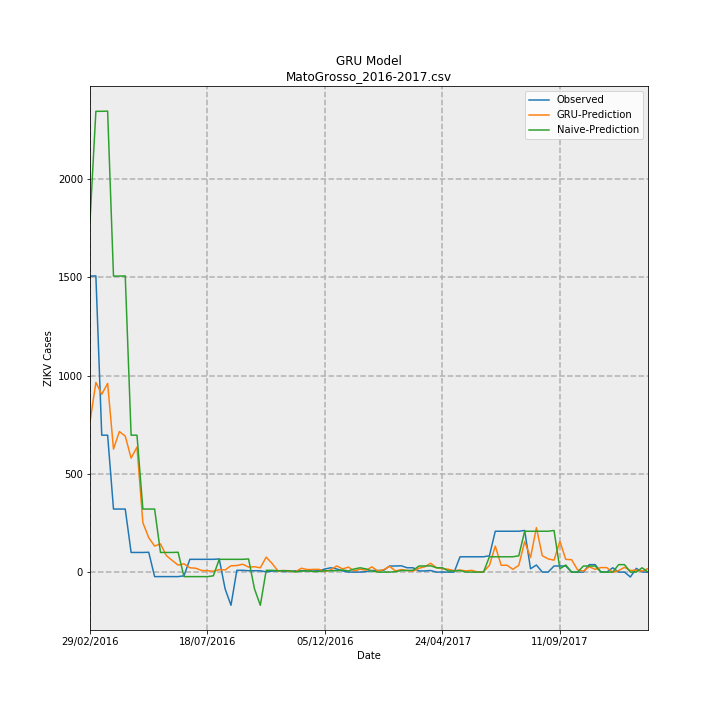 GRU Model
MatoGrosso_2016-2017.csv
Observed
GRU-Prediction
Naive-Prediction
ZIKV Cases
2000
1500
1000
500
0
29/02/2016 18/07/2016 05/12/2016 24/04/2017 11/09/2017
Date